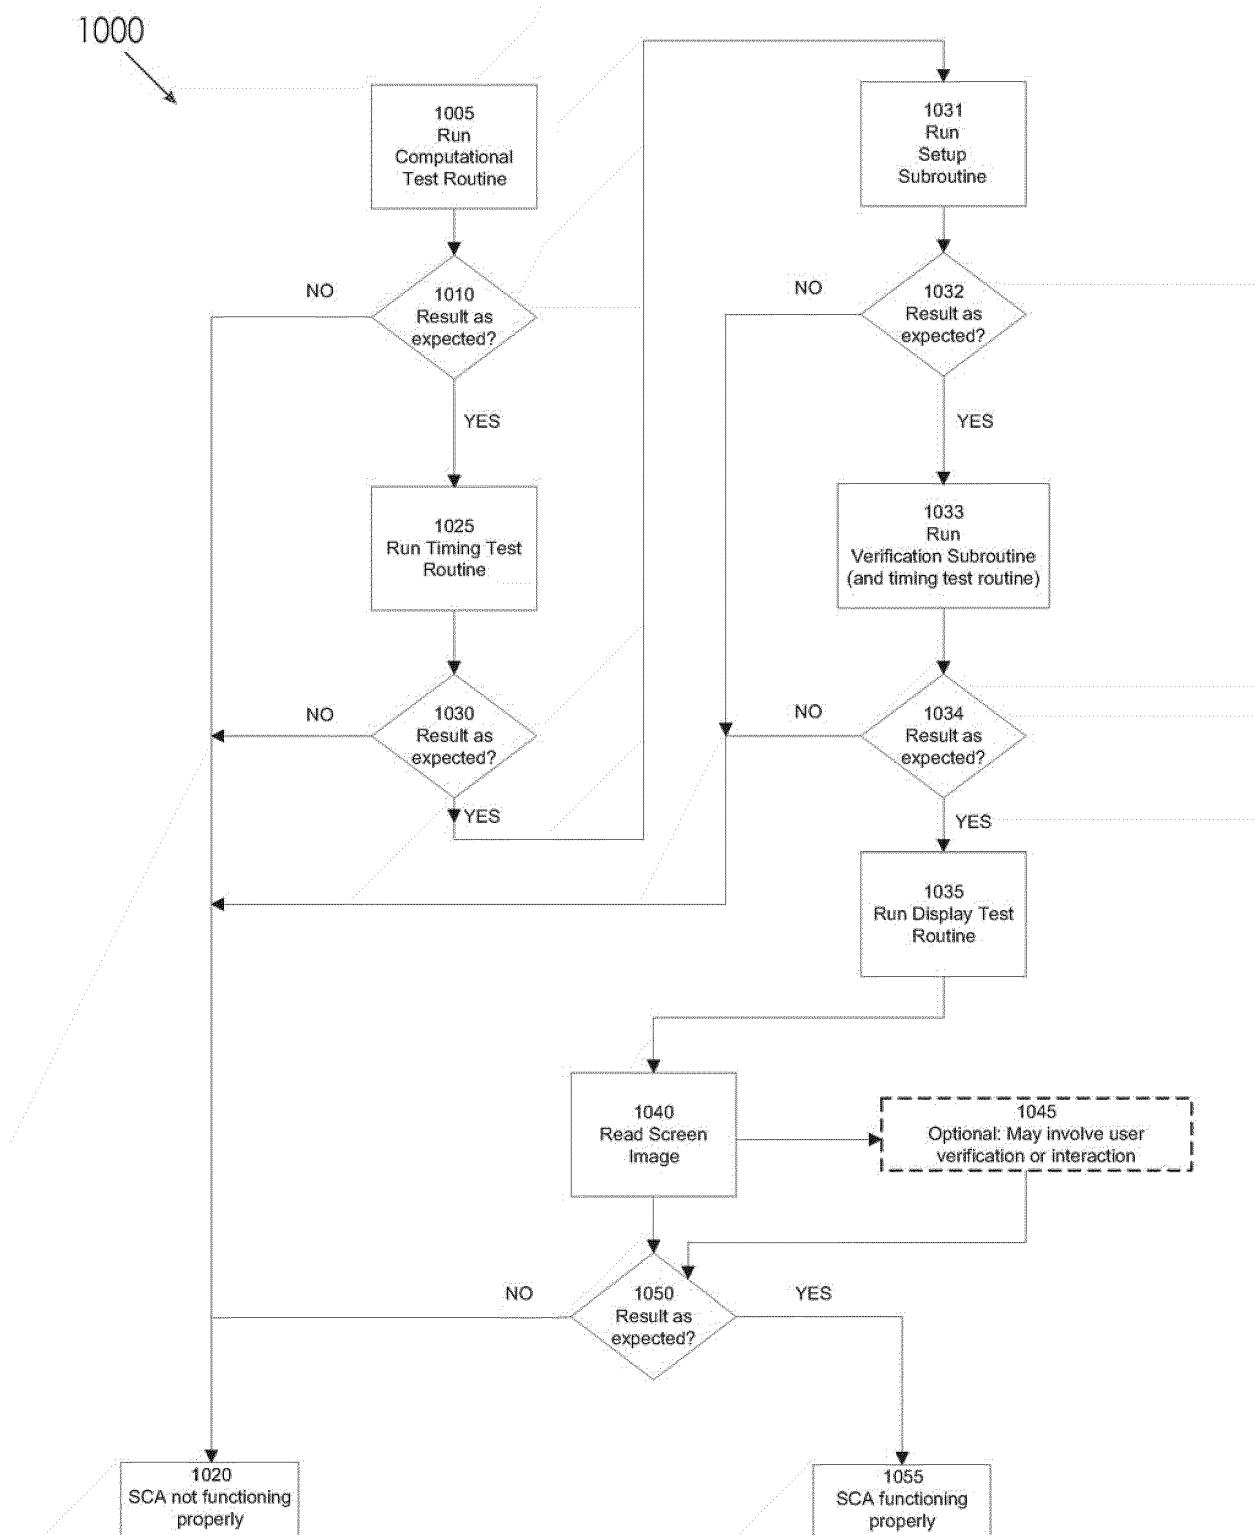 1000
1005
Run
Computational
Test Routine
1010
Result as
expected?
NO
YES
1025
Run Timing Test
Routine
1030
Result as
expected?
NO
YES
1031
Run
Setup
Subroutine
1032
Result as
expected?
NO
YES
1033
Run
Verification Subroutine
(and timing test routine)
1034
Result as
expected?
NO
YES
1035
Run Display Test
Routine
1040
Read Screen
Image
1045
Optional: May involve user
verification or interaction
1050
Result as
expected?
NO
YES
1020
SCA not functioning
properly
1055
SCA functioning
properly